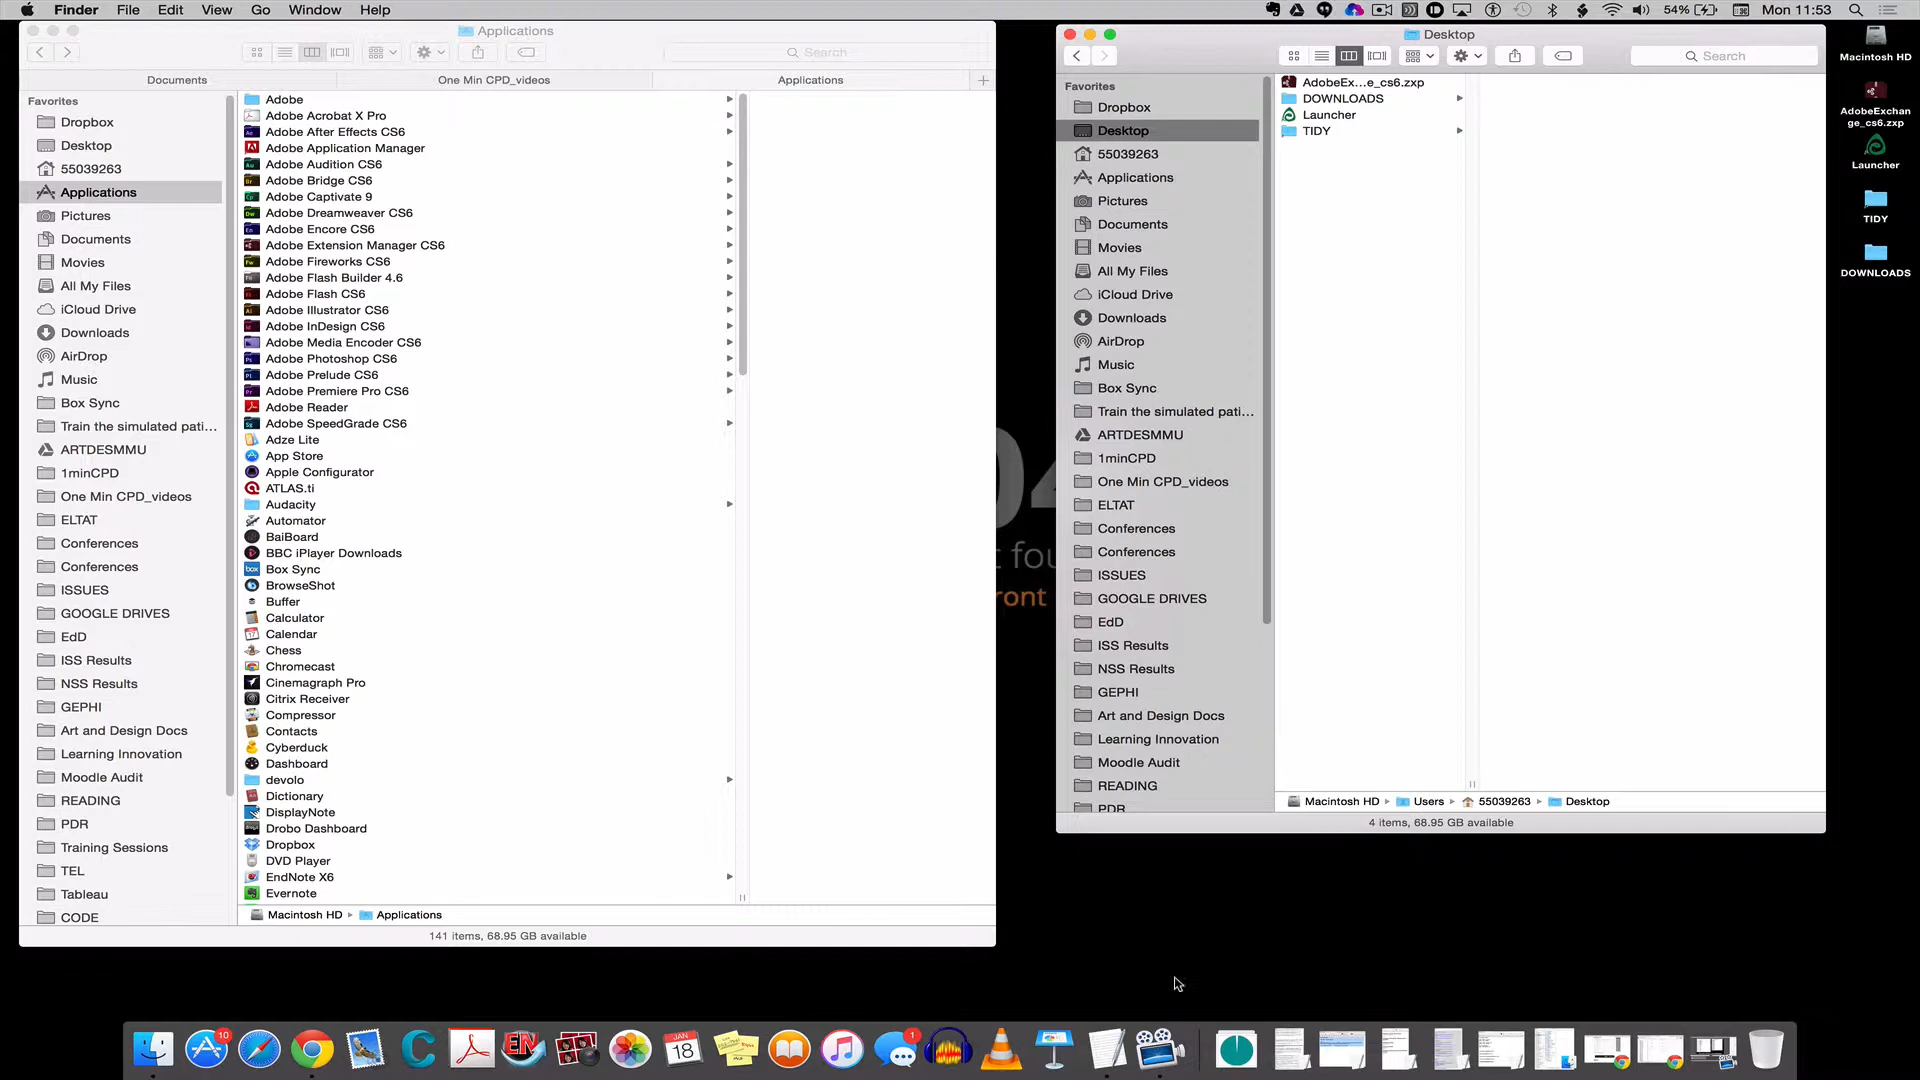 Finder File Edit View Go Window Help
54% Mon 11:53
Applications
Search
Documents One Min CPD_videos Applications +
Favorites
Dropbox
Desktop
55039263
Applications
Pictures
Documents
Movies
All My Files
iCloud Drive
Downloads
AirDrop
Music
Box Sync
Train the simulated pati...
ARTDESMMU
1minCPD
One Min CPD_videos
ELTAT
Conferences
Conferences
ISSUES
GOOGLE DRIVES
EdD
ISS Results
NSS Results
GEPHI
Art and Design Docs
Learning Innovation
Moodle Audit
READING
PDR
Training Sessions
TEL
Tableau
CODE
Adobe
Adobe Acrobat X Pro
Adobe After Effects CS6
Adobe Application Manager
Adobe Audition CS6
Adobe Bridge CS6
Adobe Captivate 9
Adobe Dreamweaver CS6
Adobe Encore CS6
Adobe Extension Manager CS6
Adobe Fireworks CS6
Adobe Flash Builder 4.6
Adobe Flash CS6
Adobe Illustrator CS6
Adobe InDesign CS6
Adobe Media Encoder CS6
Adobe Photoshop CS6
Adobe Prelude CS6
Adobe Premiere Pro CS6
Adobe Reader
Adobe SpeedGrade CS6
Adze Lite
App Store
Apple Configurator
ATLAS.ti
Audacity
Automator
BaiBoard
BBC iPlayer Downloads
Box Sync
BrowseShot
Buffer
Calculator
Calendar
Chess
Chromecast
Cinemagraph Pro
Citrix Receiver
Compressor
Contacts
Cyberduck
Dashboard
devolo
Dictionary
DisplayNote
Drobo Dashboard
Dropbox
DVD Player
EndNote X6
Evernote
Macintosh HD Applications
141 items, 68.95 GB available
Desktop
Search
Favorites
Dropbox
Desktop
55039263
Applications
Pictures
Documents
Movies
All My Files
iCloud Drive
Downloads
AirDrop
Music
Box Sync
Train the simulated pati...
ARTDESMMU
1minCPD
One Min CPD_videos
ELTAT
Conferences
Conferences
ISSUES
GOOGLE DRIVES
EdD
ISS Results
NSS Results
GEPHI
Art and Design Docs
Learning Innovation
Moodle Audit
READING
PDR
AdobeEx...e_cs6.zxp
DOWNLOADS
Launcher
TIDY
Macintosh HD Users 55039263 Desktop
4 items, 68.95 GB available
Macintosh HD
AdobeExchan
ge_cs6.zxp
Launcher
TIDY
DOWNLOADS
04
t fou
ront
10
EN
JAN
18
1